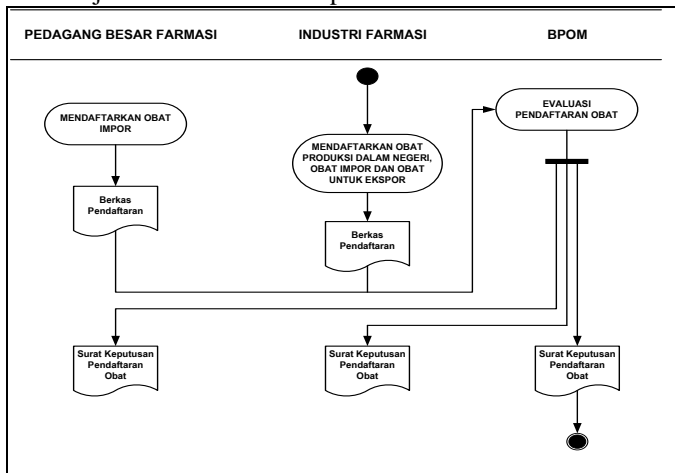 PEDAGANG BESAR FARMASI
INDUSTRI FARMASI
BPOM
MENDAFTARKAN OBAT
IMPOR
MENDAFTARKAN OBAT
PRODUKSI DALAM NEGERI,
OBAT IMPOR DAN OBAT
UNTUK EKSPOR
EVALUASI
PENDAFTARAN OBAT
Berkas
Pendaftaran
Berkas
Pendaftaran
Surat Keputusan
Pendaftaran
Obat
Surat Keputusan
Pendaftaran
Obat
Surat Keputusan
Pendaftaran
Obat